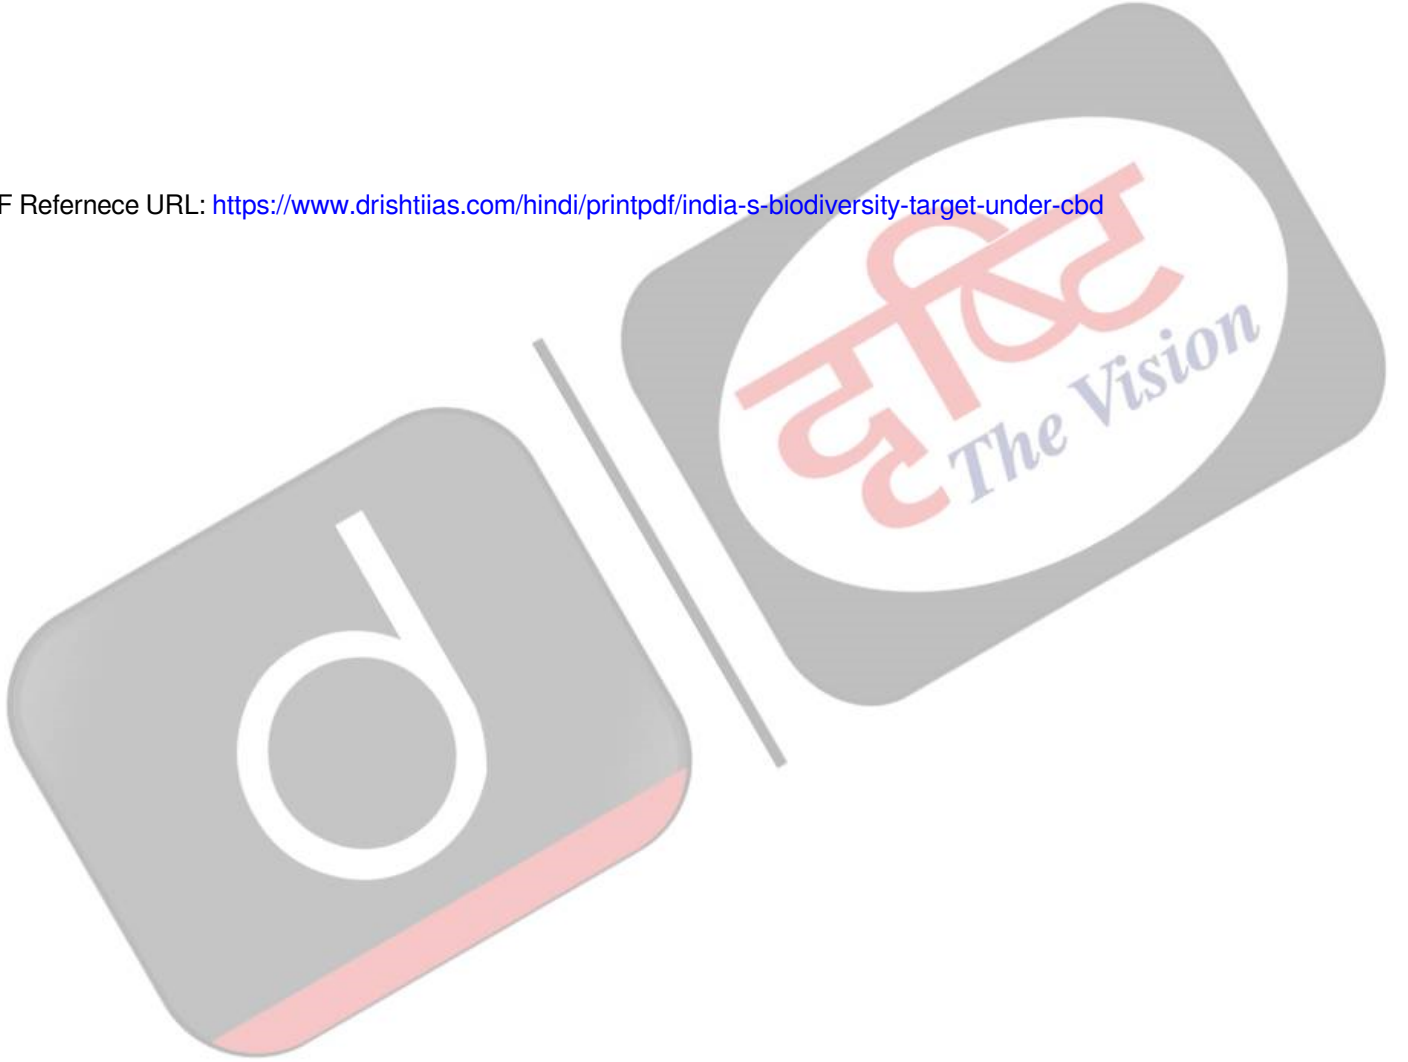 F Refernece URL: https://www.drishtiias.com/hindi/printpdf/india-s-biodiversity-target-under-cbd
दृष्टि
The Vision
d